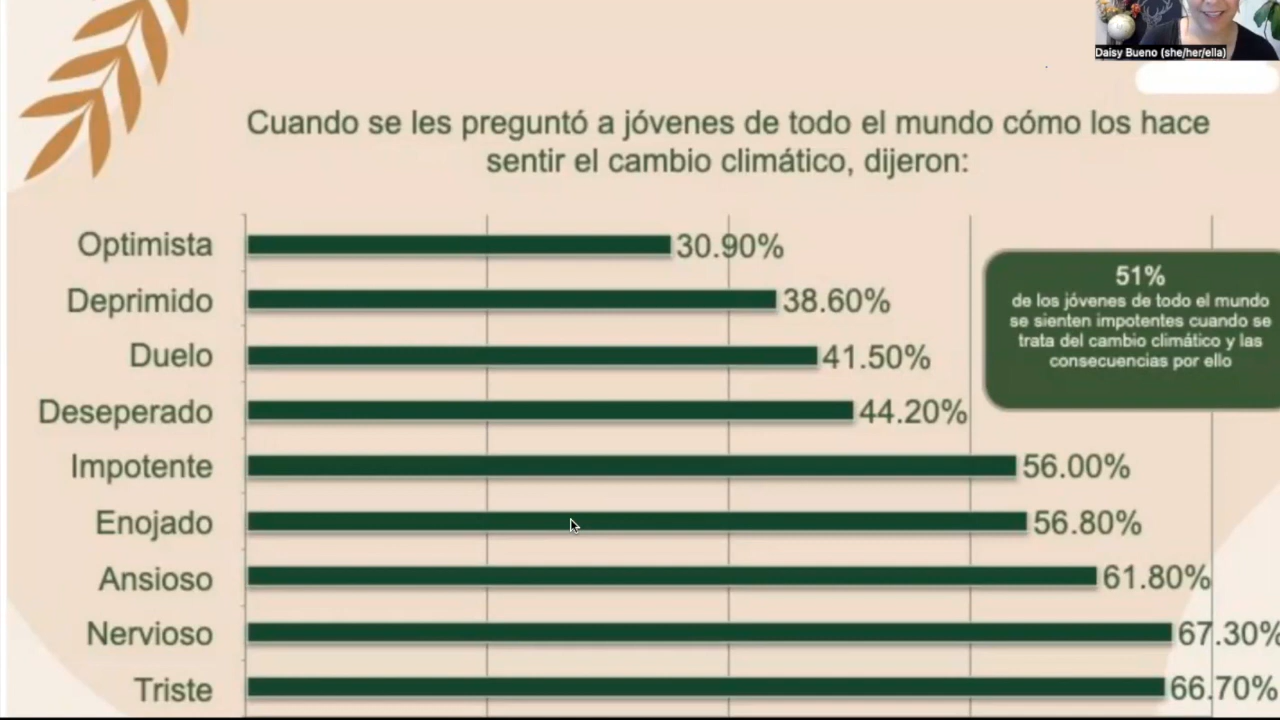 Daisy Bueno (she/her/ella)
Cuando se les preguntó a jóvenes de todo el mundo cómo los hace
sentir el cambio climático, dijeron:
Optimista 30.90%
Deprimido 38.60%
Duelo 41.50%
Deseperado 44.20%
Impotente 56.00%
Enojado 56.80%
Ansioso 61.80%
Nervioso 67.30%
Triste 66.70%
51%
de los jóvenes de todo el mundo
se sienten impotentes cuando se
trata del cambio climático y las
consecuencias por ello